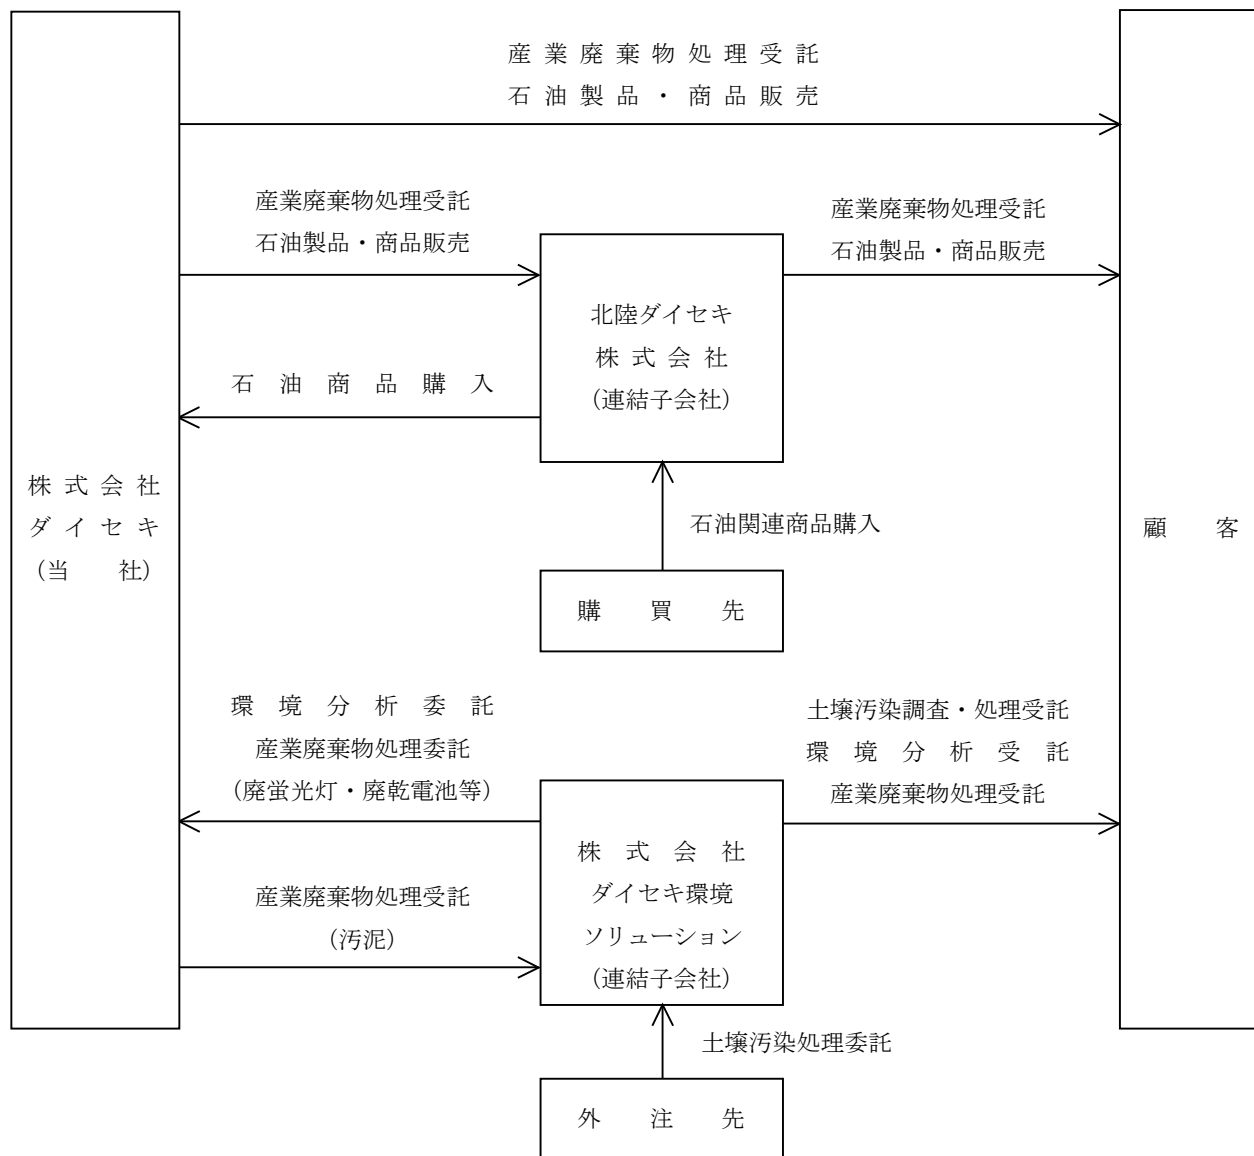 産業廃棄物処理受託
石油製品・商品販売
産業廃棄物処理受託
石油製品・商品販売
産業廃棄物処理受託
石油製品・商品販売
北陸ダイセキ
株式会社
(連結子会社)
石油商品購入
株式会社
ダイセキ
(当　社)
石油関連商品購入
顧　客
購　買　先
環境分析委託
産業廃棄物処理委託
(廃蛍光灯・廃乾電池等)
土壌汚染調査・処理受託
環境分析受託
産業廃棄物処理受託
株式会社
ダイセキ環境
ソリューション
(連結子会社)
産業廃棄物処理受託
(汚泥)
土壌汚染処理委託
外　注　先